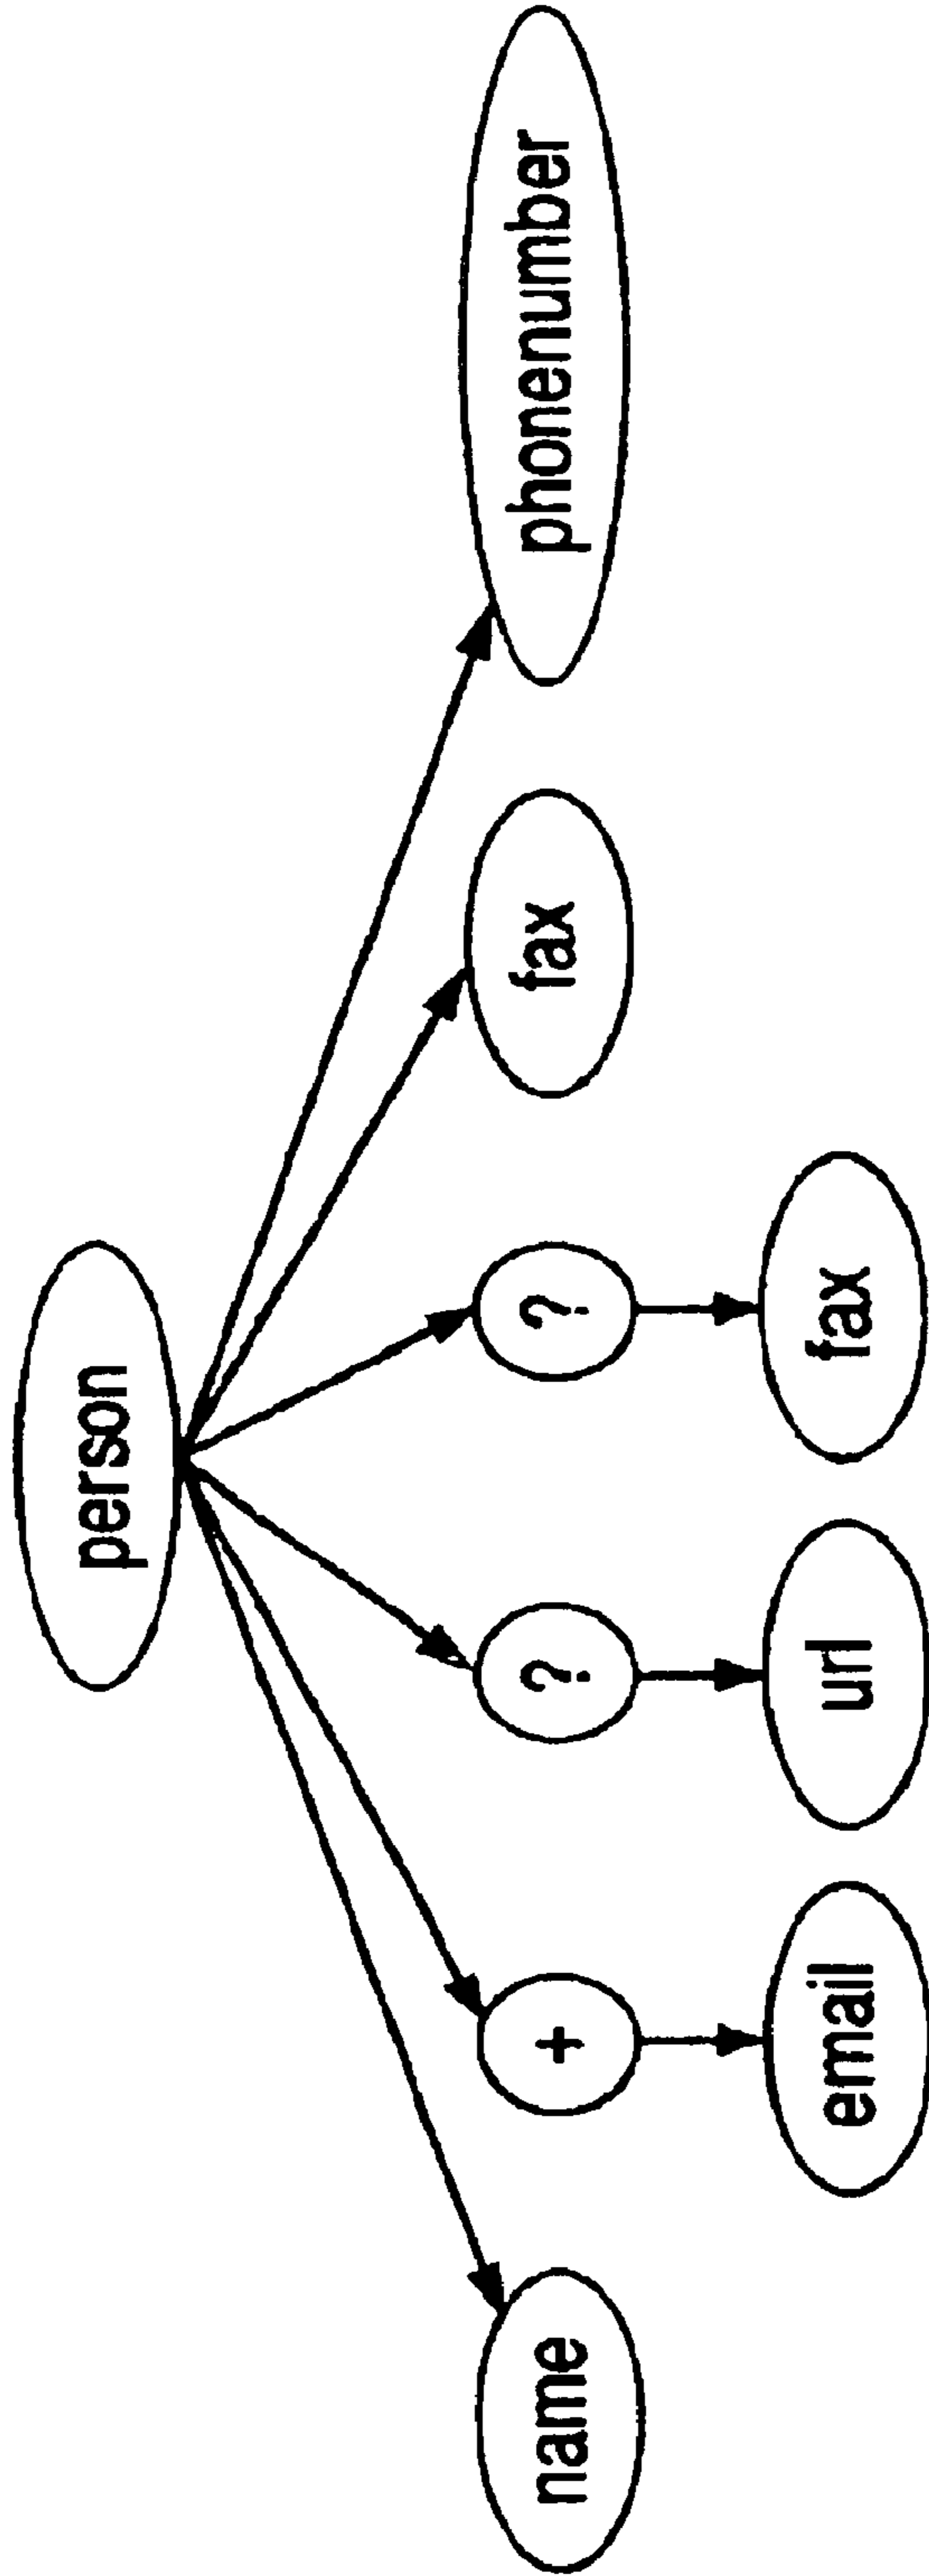 person
name
+
?
?
fax
phonenumber
email
url
fax